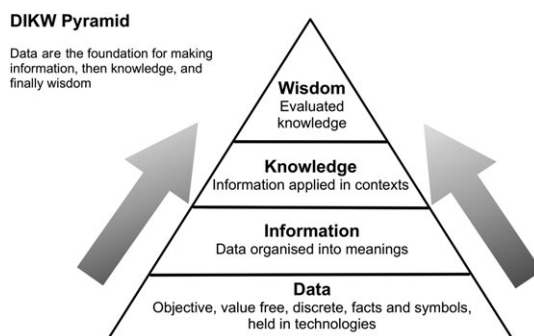 DIKW Pyramid
Data are the foundation for making
information, then knowledge, and
finally wisdom
Wisdom
Evaluated
knowledge
Knowledge
Information applied in contexts
Information
Data organised into meanings
Data
Objective, value free, discrete, facts and symbols,
held in technologies